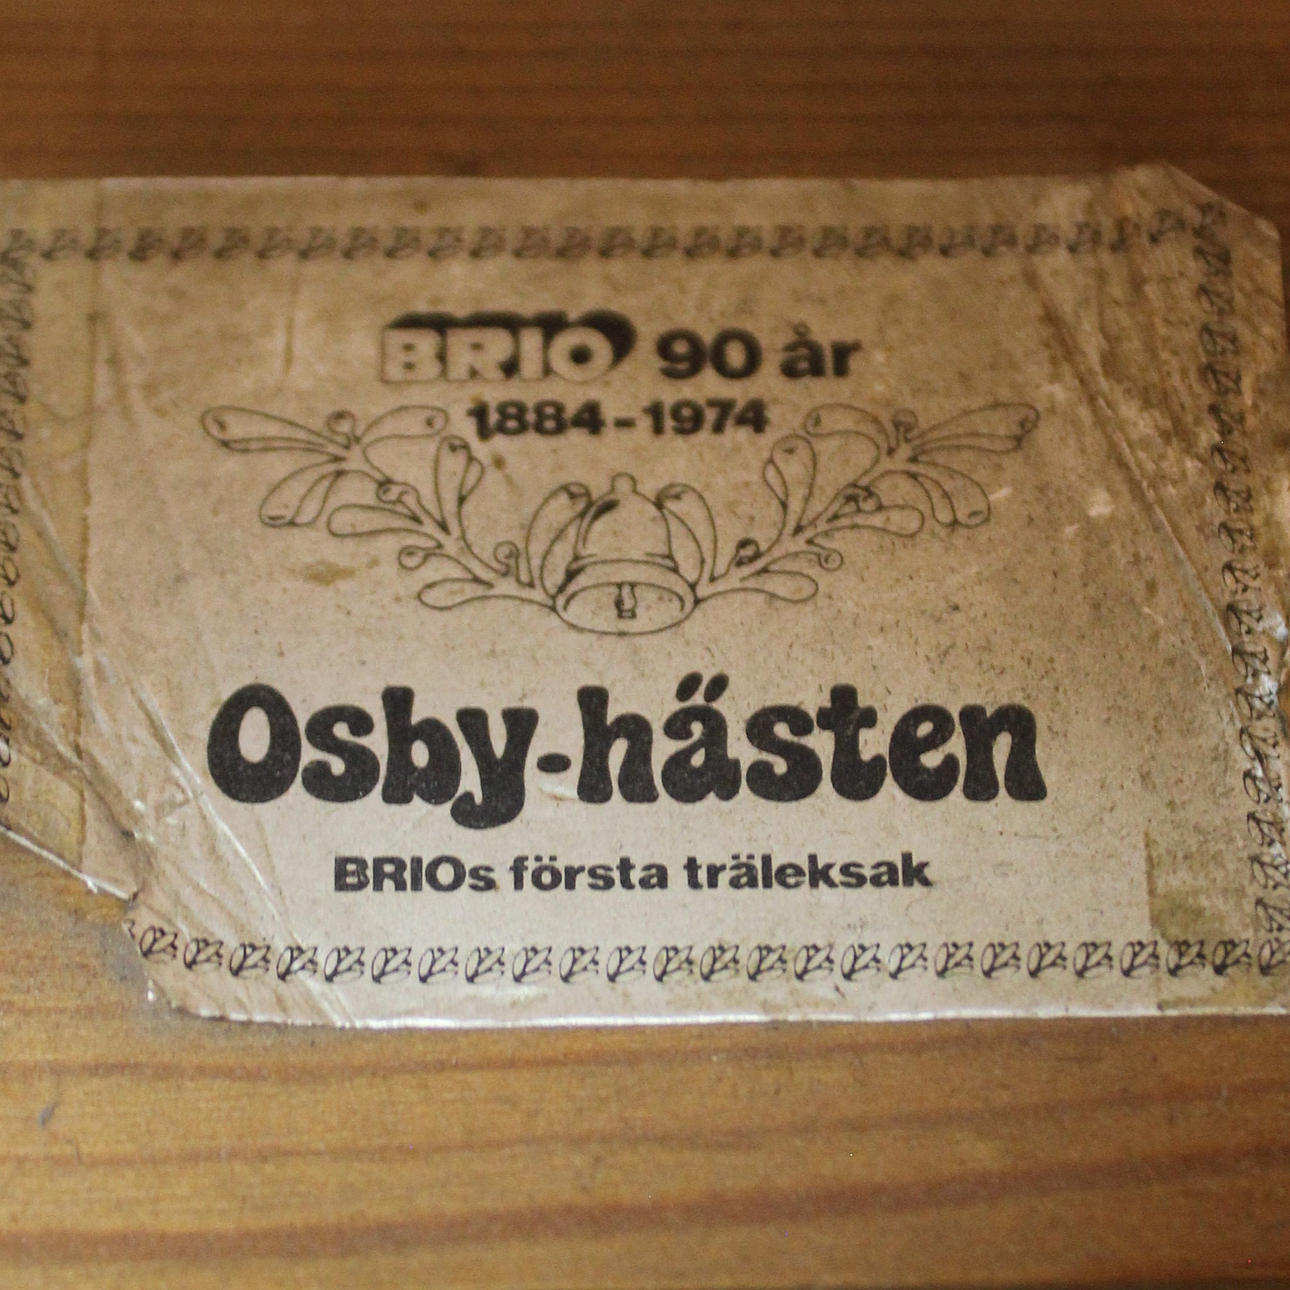 BRIO 90 år
1884-1974
Osby-hästen
BRIOs första träleksak